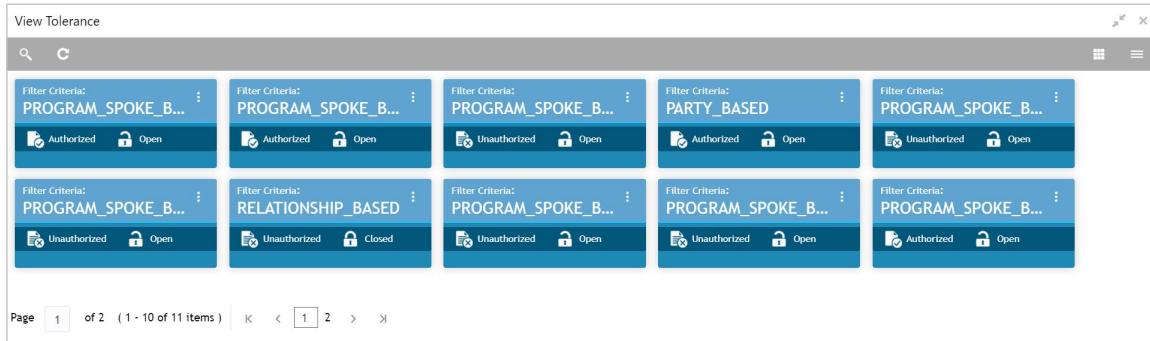 View Tolerance
Filter Criteria: Filter Criteria: Filter Criteria: Filter Criteria: Filter Criteria:
PROGRAM_SPOKE_B... PROGRAM_SPOKE_B... PROGRAM_SPOKE_B... PARTY_BASED PROGRAM_SPOKE_B...
Authorized Open Authorized Open Unauthorized Open Authorized Open Unauthorized Open
Filter Criteria: Filter Criteria: Filter Criteria: Filter Criteria: Filter Criteria:
PROGRAM_SPOKE_B... RELATIONSHIP_BASED PROGRAM_SPOKE_B... PROGRAM_SPOKE_B... PROGRAM_SPOKE_B...
Unauthorized Open Unauthorized Closed Unauthorized Open Unauthorized Open Authorized Open
Page 1 of 2 ( 1 - 10 of 11 items ) 1 2